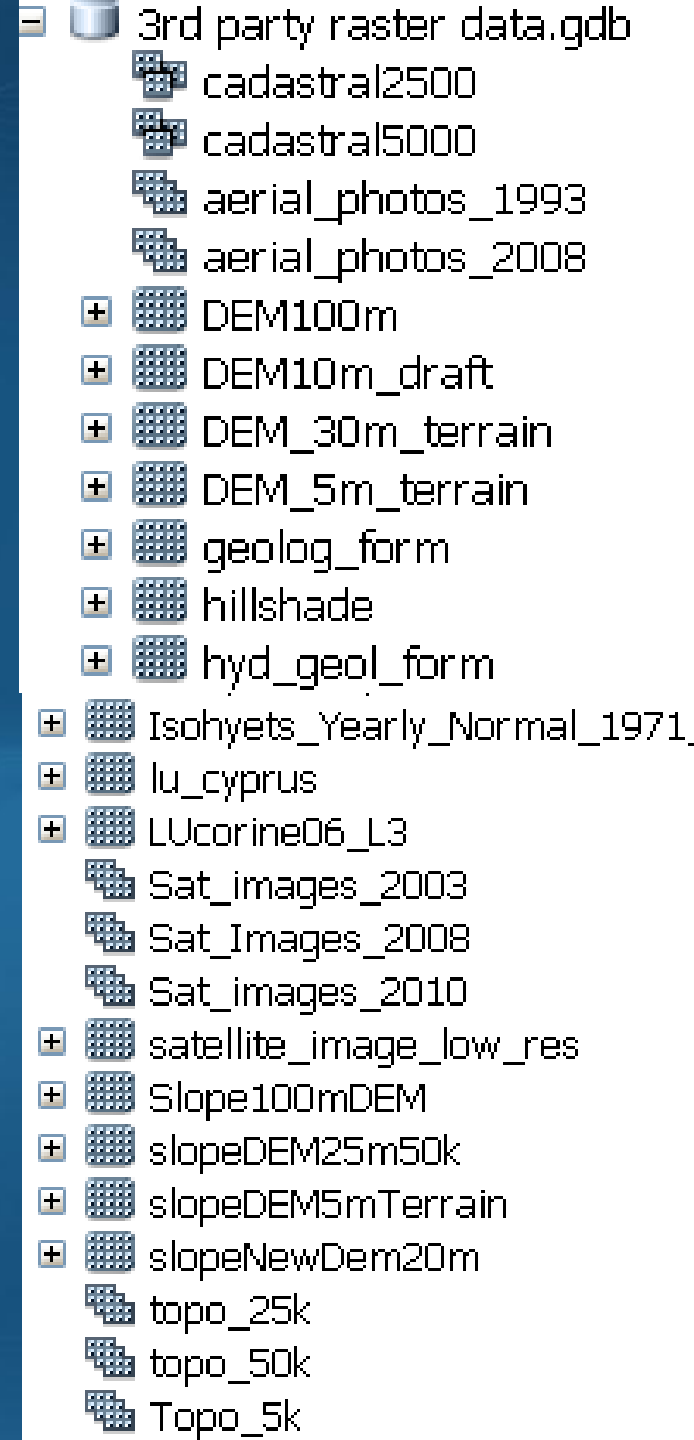 3rd party raster data.gdb
cadastral2500
cadastral5000
aerial_photos_1993
aerial_photos_2008
DEM100m
DEM10m_draft
DEM_30m_terrain
DEM_5m_terrain
geolog_form
hillshade
hyd_geol_form
Isohyets_Yearly_Normal_1971_
lu_cyprus
LUcorine06_L3
Sat_images_2003
Sat_Images_2008
Sat_images_2010
satellite_image_low_res
Slope100mDEM
slopeDEM25m50k
slopeDEM5mTerrain
slopeNewDem20m
topo_25k
topo_50k
Topo_5k